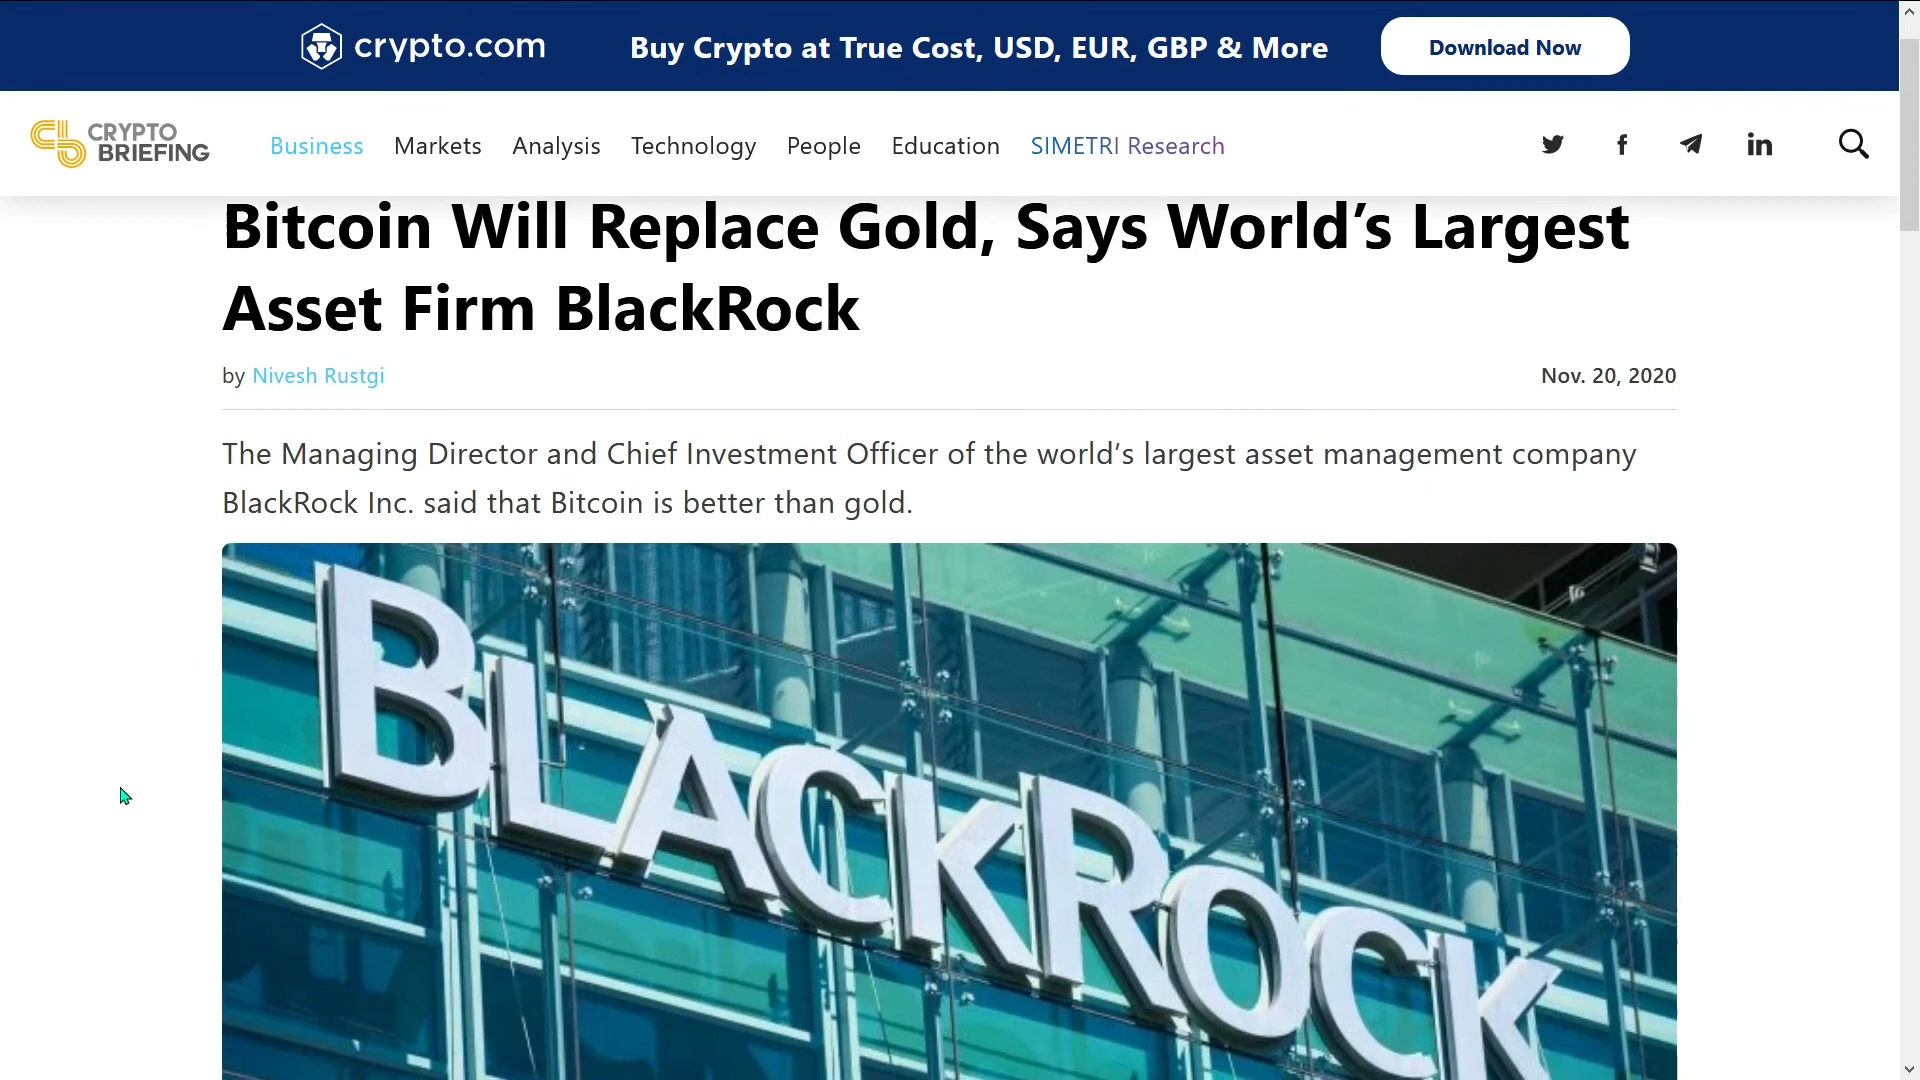 crypto.com
Buy Crypto at True Cost, USD, EUR, GBP & More
Download Now
CRYPTO
BRIEFING
Business
Markets
Analysis
Technology
People
Education
SIMETRI Research
Bitcoin Will Replace Gold, Says World’s Largest
Asset Firm BlackRock
by Nivesh Rustgi
Nov. 20, 2020
The Managing Director and Chief Investment Officer of the world’s largest asset management company
BlackRock Inc. said that Bitcoin is better than gold.
BLACKROCK